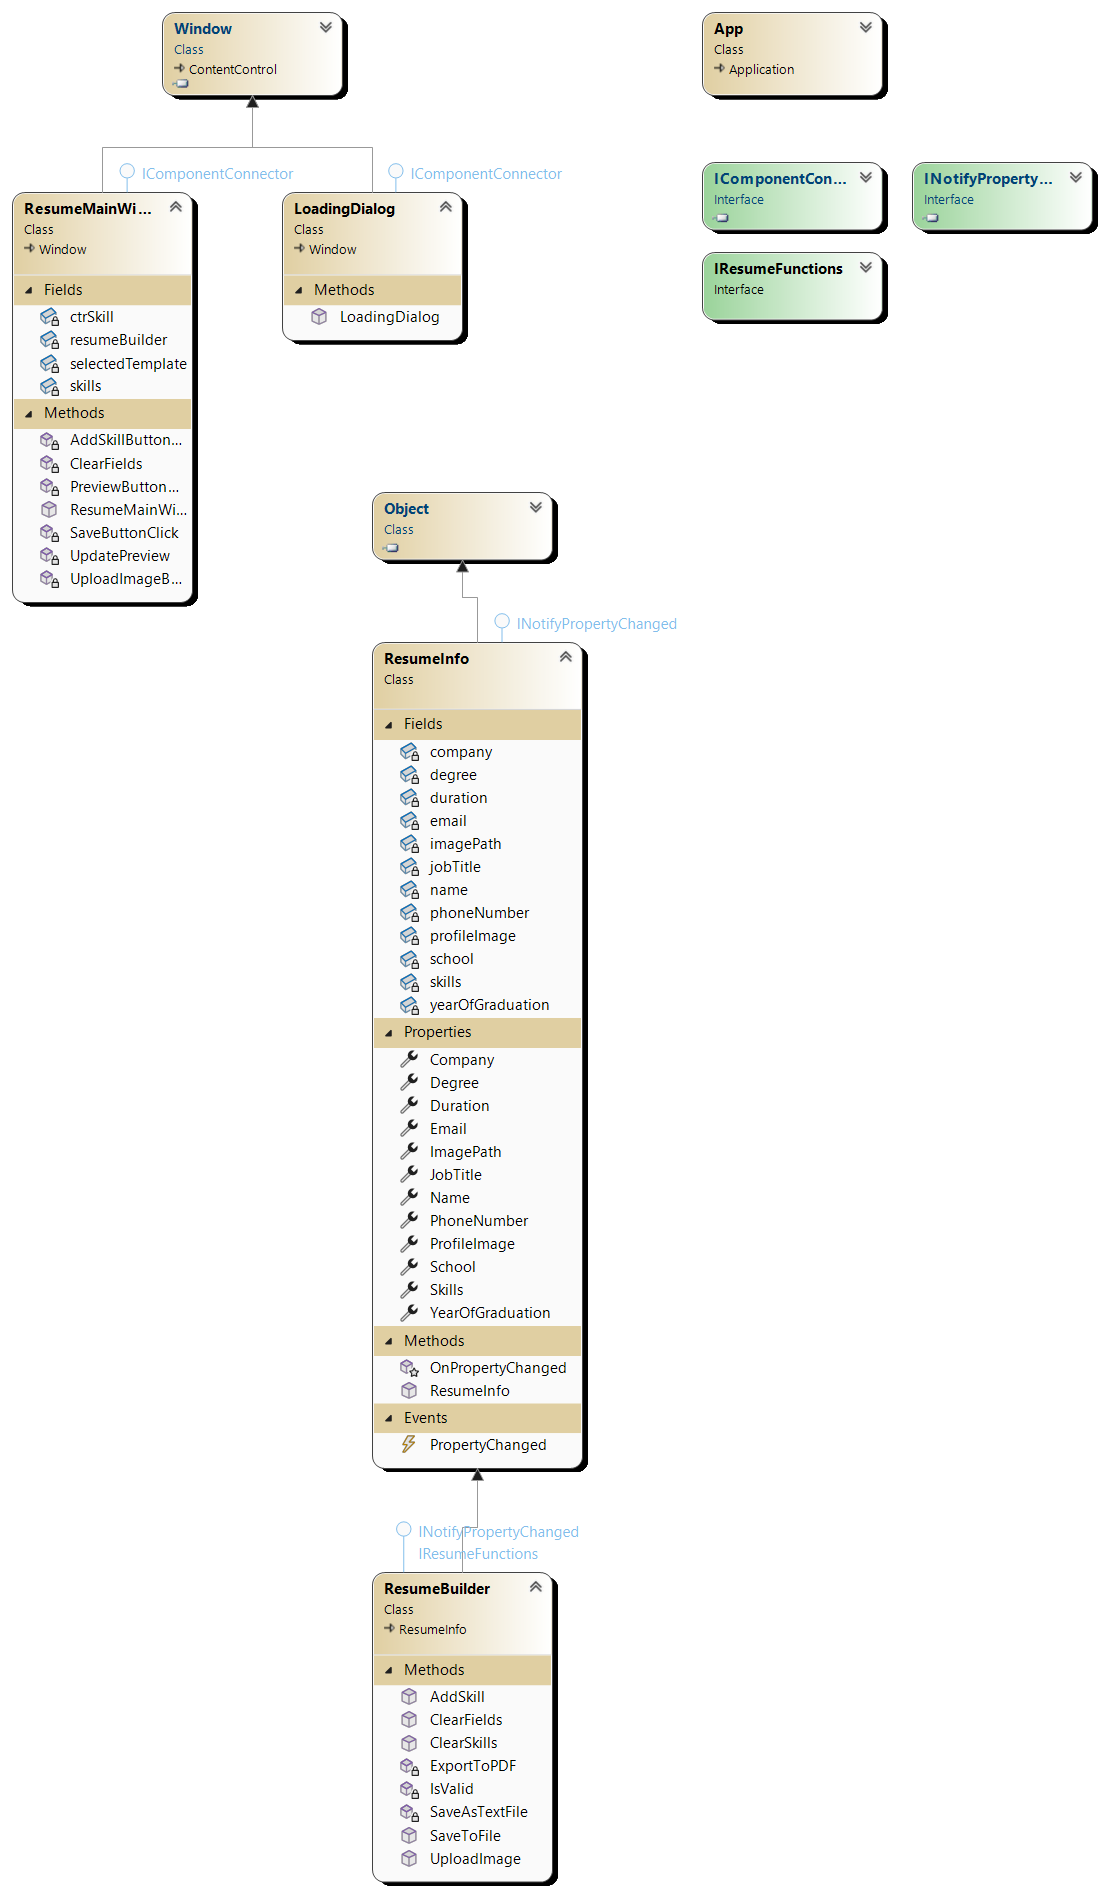 Window
Class
ContentControl
App
Class
Application
IComponentConnector
IComponentConnector
IComponentCon...
Interface
INotifyProperty...
Interface
ResumeMainWi...
Class
Window
Fields
ctrSkill
resumeBuilder
selectedTemplate
skills
Methods
AddSkillButton...
ClearFields
PreviewButton...
ResumeMainWi...
SaveButtonClick
UpdatePreview
UploadImageB...
LoadingDialog
Class
Window
Methods
LoadingDialog
IResumeFunctions
Interface
Object
Class
INotifyPropertyChanged
ResumeInfo
Class
Fields
company
degree
duration
email
imagePath
jobTitle
name
phoneNumber
profileImage
school
skills
yearOfGraduation
Properties
Company
Degree
Duration
Email
ImagePath
JobTitle
Name
PhoneNumber
ProfileImage
School
Skills
YearOfGraduation
Methods
OnPropertyChanged
ResumeInfo
Events
PropertyChanged
INotifyPropertyChanged
IResumeFunctions
ResumeBuilder
Class
ResumeInfo
Methods
AddSkill
ClearFields
ClearSkills
ExportToPDF
IsValid
SaveAsTextFile
SaveToFile
UploadImage